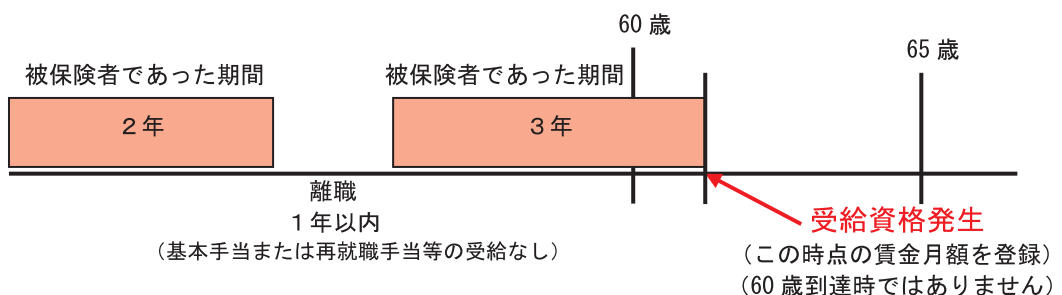 60 歳
65 歳
被保険者であった期間
被保険者であった期間
２年
３年
離職
１年以内
（基本手当または再就職手当等の受給なし）
受給資格発生
（この時点の賃金月額を登録）
（60 歳到達時ではありません）